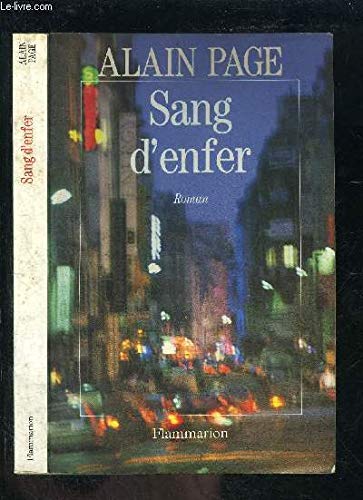 Le-livre.com
ALAIN
PAGE
Sang d'enfer
Flammarion
ALAIN PAGE
Sang
d'enfer
Roman
Flammarion